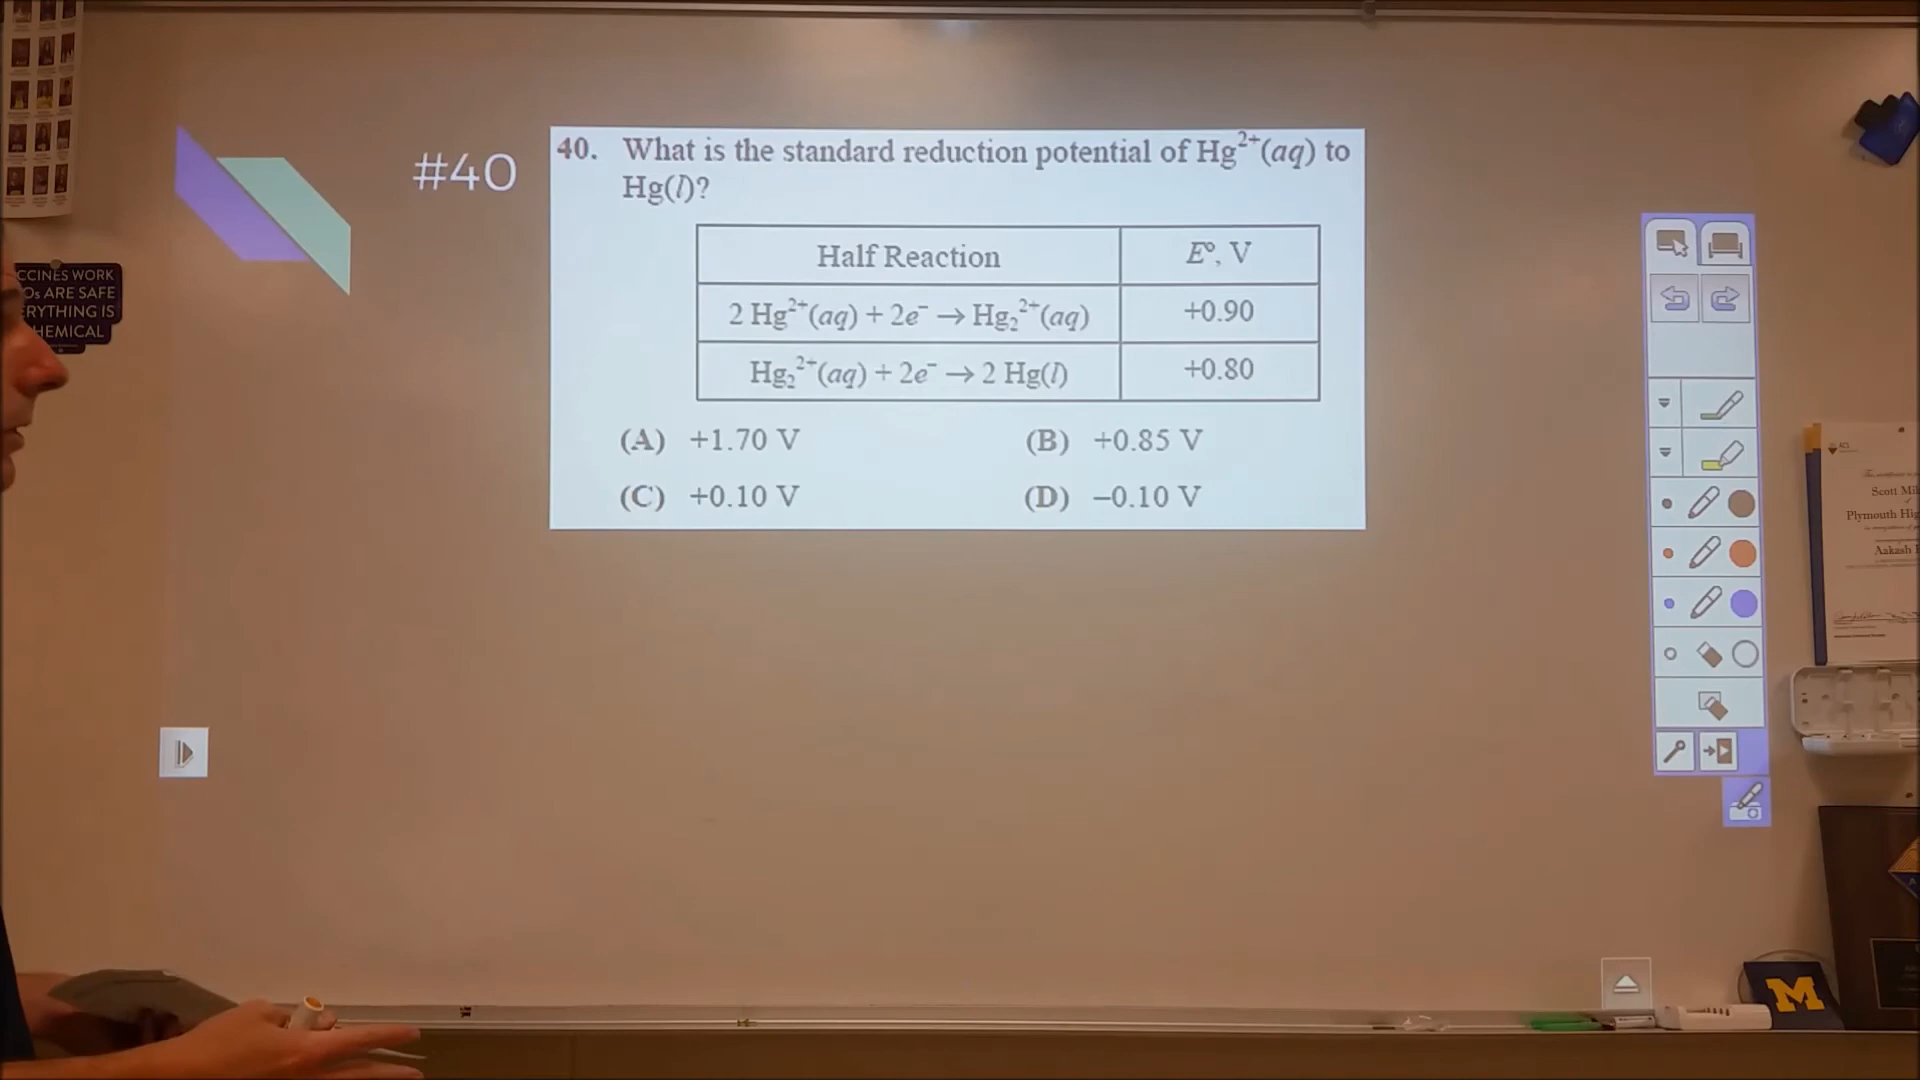 #40
40. What is the standard reduction potential of Hg²⁺(aq) to
Hg(l)?
Half Reaction E°, V
2 Hg²⁺(aq) + 2e⁻ → Hg₂²⁺(aq) +0.90
Hg₂²⁺(aq) + 2e⁻ → 2 Hg(l) +0.80
(A) +1.70 V (B) +0.85 V
(C) +0.10 V (D) –0.10 V
CCINES WORK
Os ARE SAFE
ERYTHING IS
HEMICAL
ACS
Scott Mil
Plymouth Hig
Aakash
M